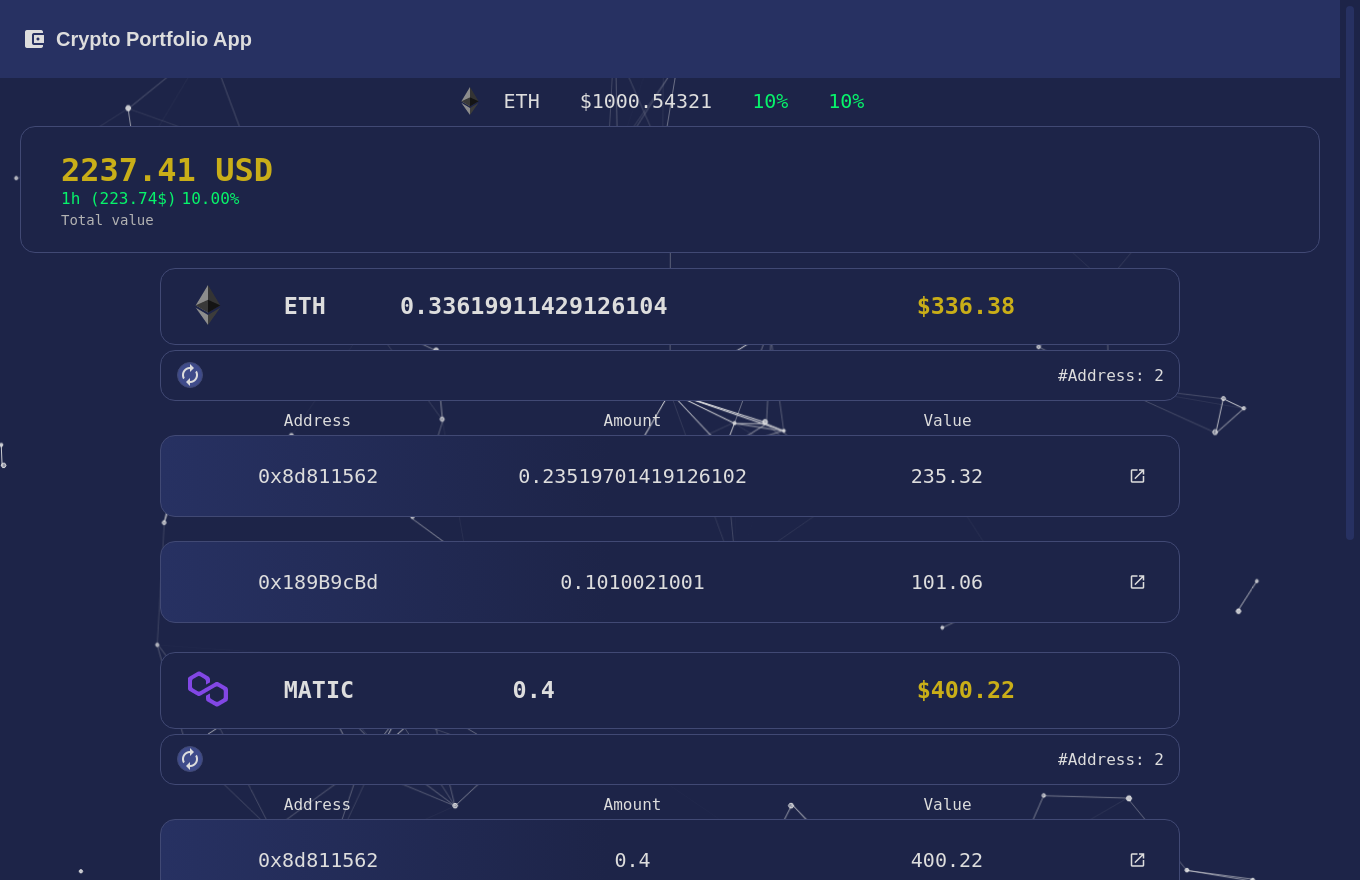 Crypto Portfolio App
ETH $1000.54321 10% 10%
2237.41 USD
1h (223.74$) 10.00%
Total value
ETH 0.33619911429126104 $336.38
#Address: 2
Address Amount Value
0x8d811562 0.23519701419126102 235.32
0x189B9cBd 0.1010021001 101.06
MATIC 0.4 $400.22
#Address: 2
Address Amount Value
0x8d811562 0.4 400.22